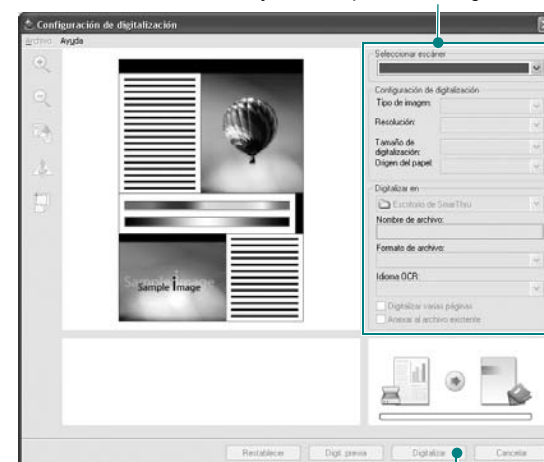 Configuración de digitalización
Archivo Ayuda
Seleccionar escáner
Configuración de digitalización
Tipo de imagen:
Resolución:
Tamaño de
digitalización:
Origen del papel:
Digitalizar en
Escritorio de SmarThru
Nombre de archivo:
Formato de archivo:
Idioma OCR:
Digitalizar varias páginas
Anexar al archivo existente
Sample Image
Sample Image
Restablecer Digit. previa Digitalizar Cancela